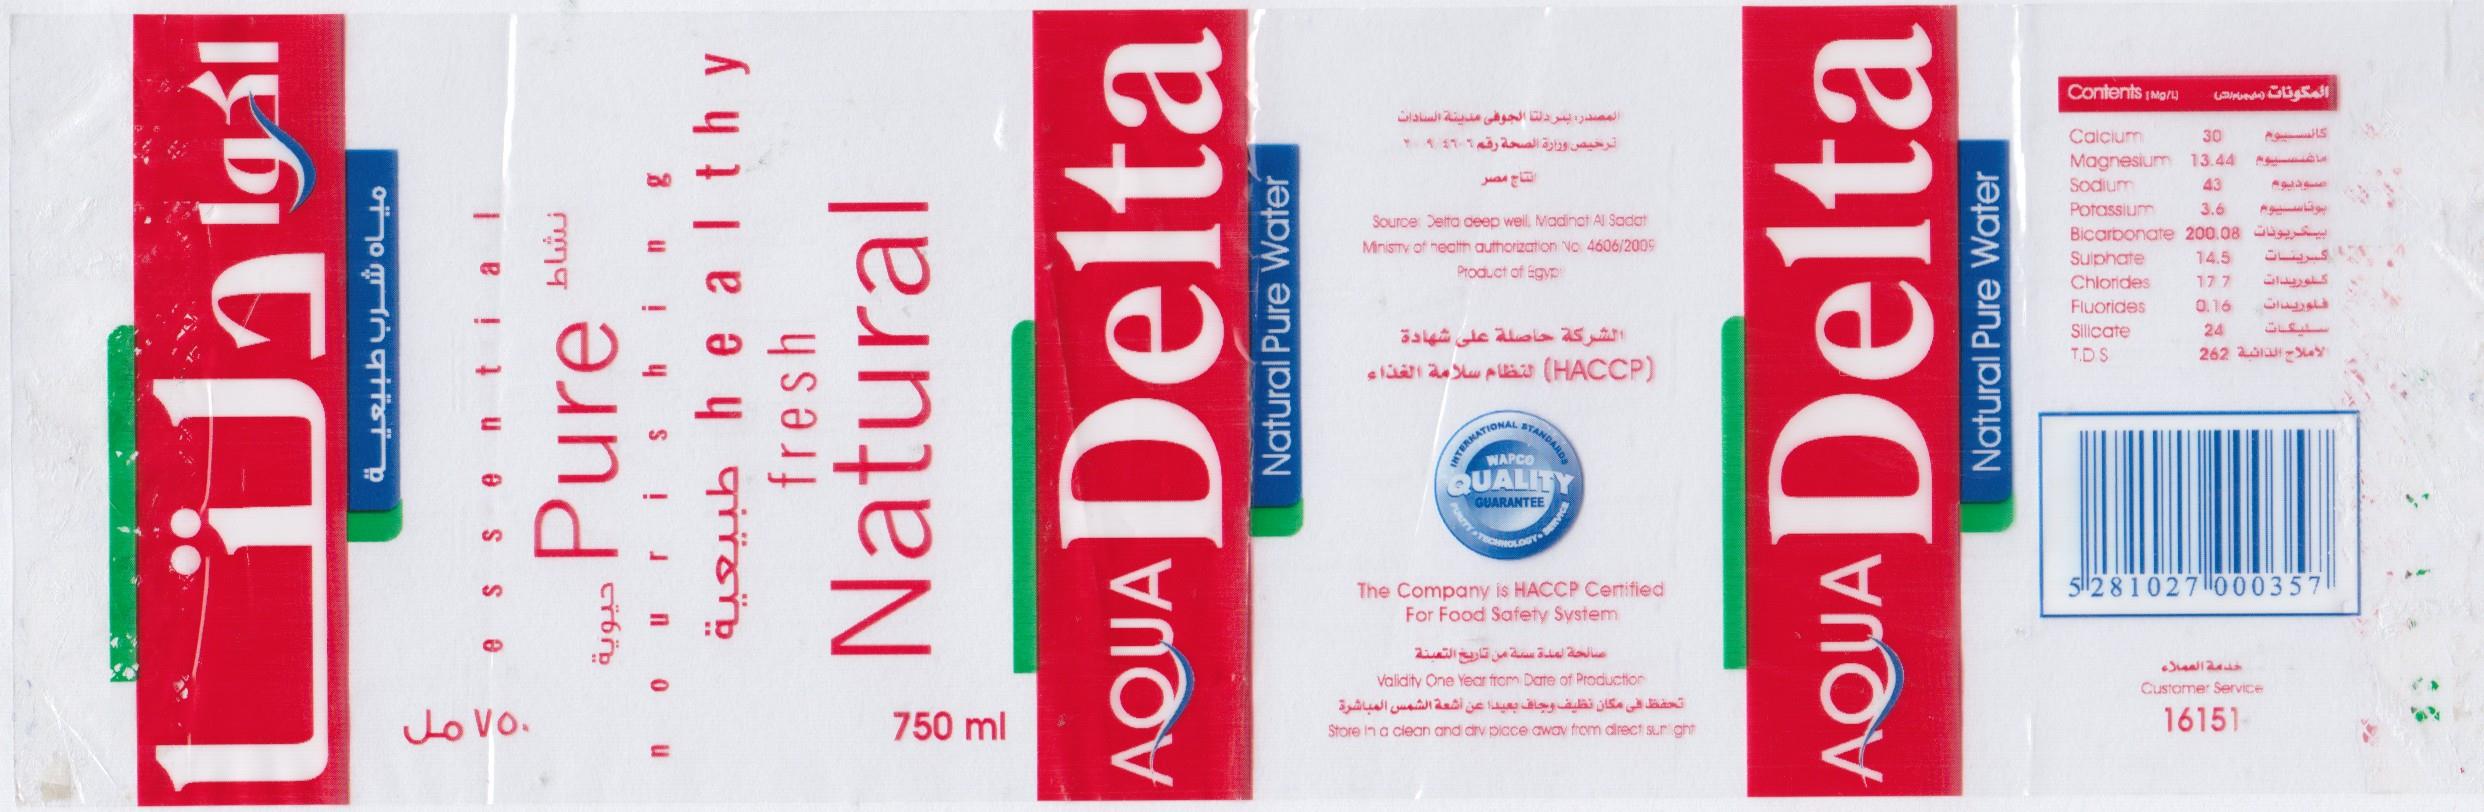 اكوا
دلتا
مياه شرب طبيعية
essential
نشاط
Pure
حيوية
nourishing
healthy
طبيعية
fresh
Natural
٧٥٠ مل
750 ml
AQUA Delta
Natural Pure Water
المصدر: بئر دلتا الجوفى مدينة السادات
ترخيص وزارة الصحة رقم ٤٦٠٦ / ٢٠٠٩
انتاج مصر
Source: Delta deep well, Madinat Al Sadat
Ministry of health authorization No. 4606/2009
Product of Egypt
الشركة حاصلة على شهادة
(HACCP) لنظام سلامة الغذاء
INTERNATIONAL STANDARDS
WAPCO
QUALITY
GUARANTEE
PURITY • TECHNOLOGY • SERVICE
The Company is HACCP Certified
For Food Safety System
صالحة لمدة سنة من تاريخ التعبئة
Validity One Year from Date of Production
تحفظ فى مكان نظيف وجاف بعيدا عن أشعة الشمس المباشرة
Store in a clean and dry place away from direct sunlight
AQUA Delta
Natural Pure Water
Contents (Mg/L) المكونات (مليجرام/لتر)
Calcium 30 كالسيوم
Magnesium 13.44 ماغنسيوم
Sodium 43 صوديوم
Potassium 3.6 بوتاسيوم
Bicarbonate 200.08 بيكربونات
Sulphate 14.5 كبريتات
Chlorides 17.7 كلوريدات
Fluorides 0.16 فلوريدات
Silicate 24 سليكات
T.D.S 262 الأملاح الذائبة
5 281027 000357
خدمة العملاء
Customer Service
16151